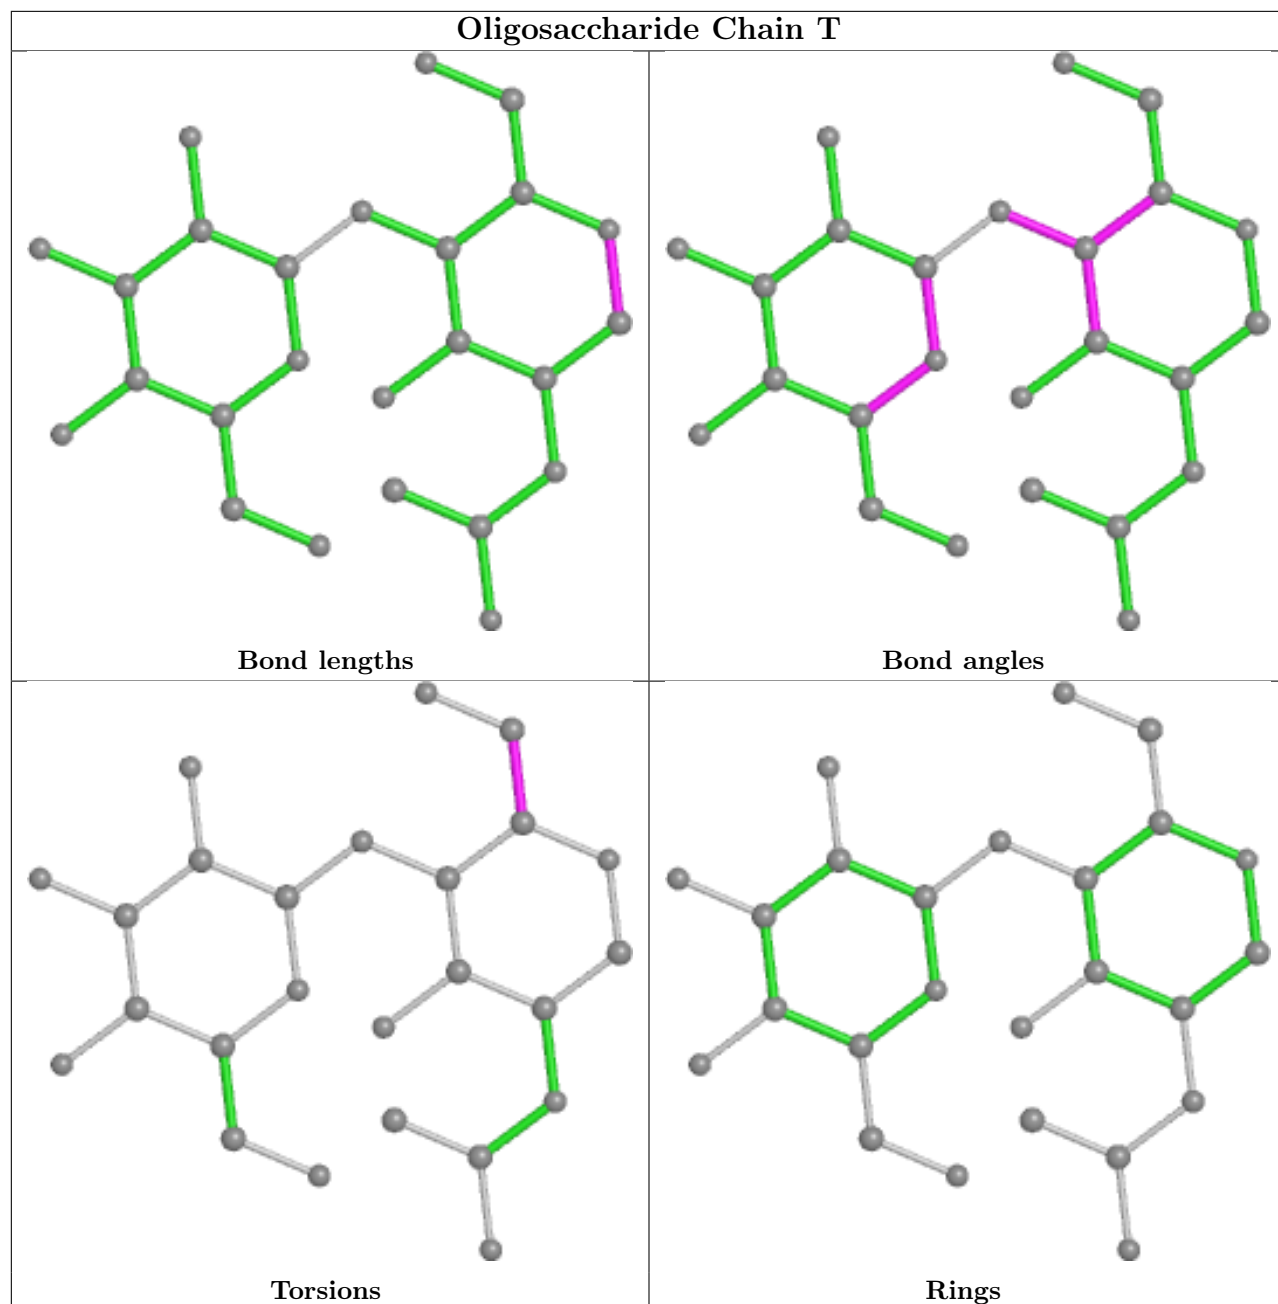 Oligosaccharide Chain T
Bond lengths
Bond angles
Torsions
Rings